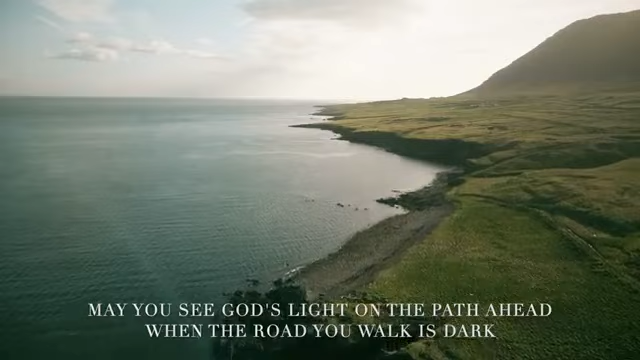 MAY YOU SEE GOD'S LIGHT ON THE PATH AHEAD
WHEN THE ROAD YOU WALK IS DARK